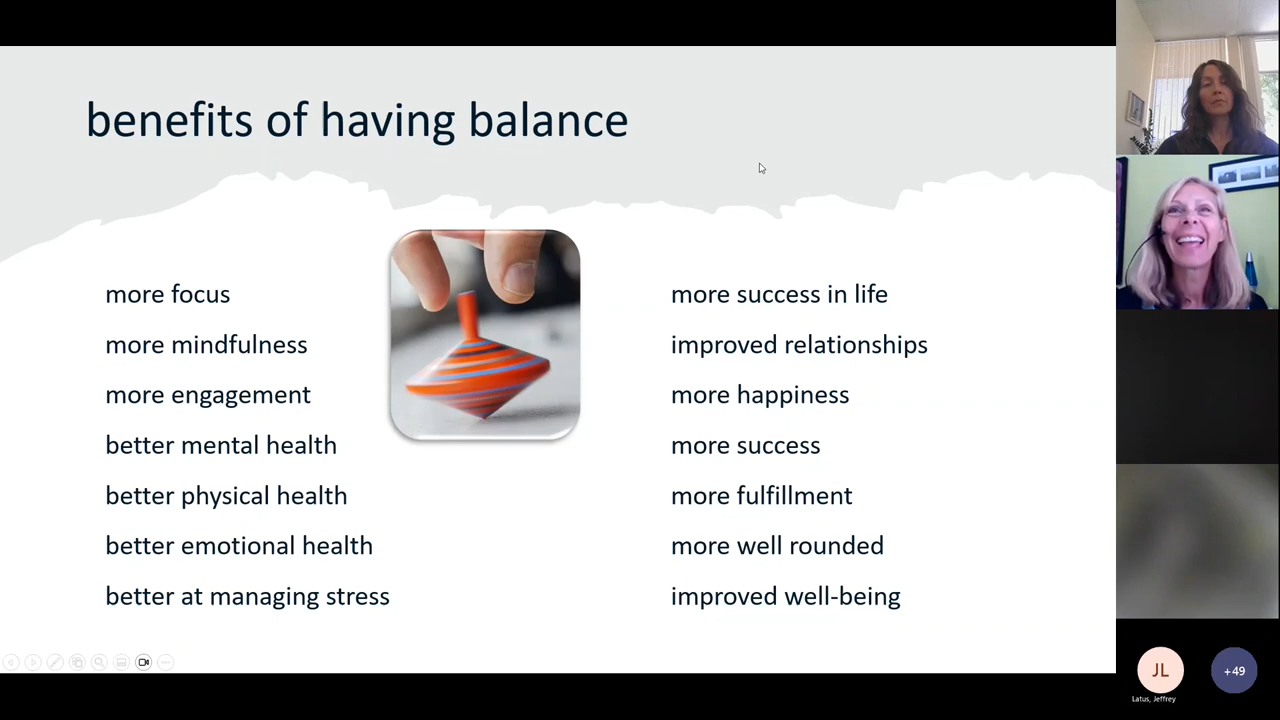 benefits of having balance
more focus
more mindfulness
more engagement
better mental health
better physical health
better emotional health
better at managing stress
more success in life
improved relationships
more happiness
more success
more fulfillment
more well rounded
improved well-being
JL
Latus, Jeffrey
+49